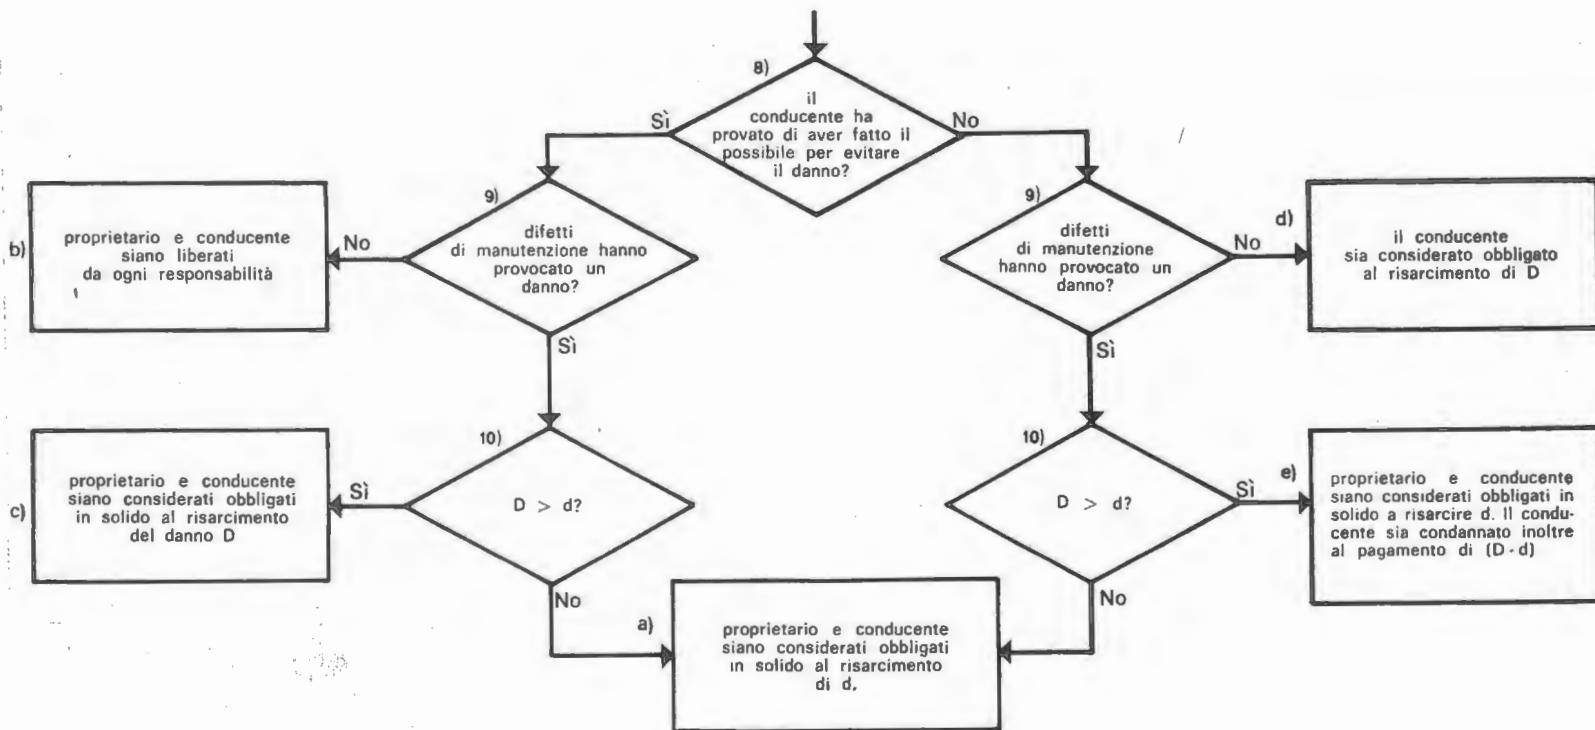 8)
il
conducente ha
provato di aver fatto il
possibile per evitare
il danno?
Sì
No
9)
difetti
di manutenzione hanno
provocato un
danno?
No
Sì
b)
proprietario e conducente
siano liberati
da ogni responsabilità
9)
difetti
di manutenzione
hanno provocato un
danno?
No
Sì
d)
il conducente
sia considerato obbligato
al risarcimento di D
10)
D > d?
Sì
No
c)
proprietario e conducente
siano considerati obbligati
in solido al risarcimento
del danno D
10)
D > d?
Sì
No
e)
proprietario e conducente
siano considerati obbligati in
solido a risarcire d. Il condu-
cente sia condannato inoltre
al pagamento di (D - d)
a)
proprietario e conducente
siano considerati obbligati
in solido al risarcimento
di d.